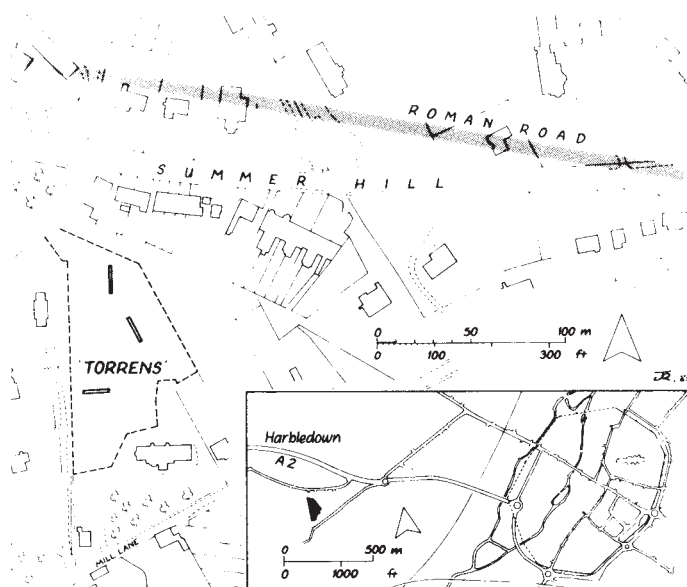 ROMAN ROAD
SUMMER HILL
0 50 100 m
0 100 300 ft
TORRENS
Harbledown
A2
0 500 m
0 1000 ft
MILL LANE